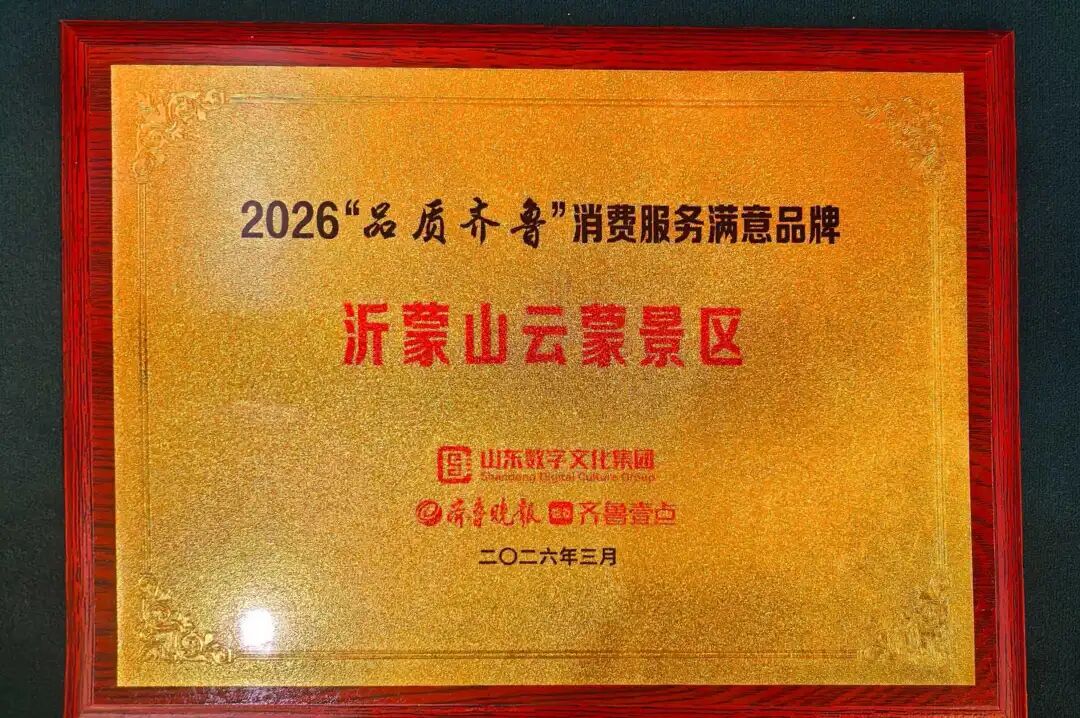 2026“品质齐鲁”消费服务满意品牌
沂蒙山云蒙景区
山东数字文化集团
Shandong Digital Culture Group
齐鲁晚报 齐鲁壹点
二〇二六年三月